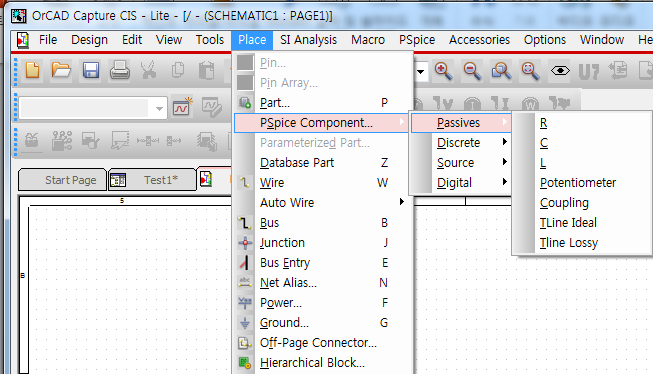 OrCAD Capture CIS - Lite - [/ - (SCHEMATIC1 : PAGE1)]
File Design Edit View Tools Place SI Analysis Macro PSpice Accessories Options Window He
Pin...
Pin Array...
Part... P
PSpice Component...
Parameterized Part...
Database Part Z
Wire W
Auto Wire
Bus B
Junction J
Bus Entry E
Net Alias... N
Power... F
Ground... G
Off-Page Connector...
Hierarchical Block...
Passives
Discrete
Source
Digital
R
C
L
Potentiometer
Coupling
TLine Ideal
Tline Lossy
U?
Start Page
Test1*
5
B